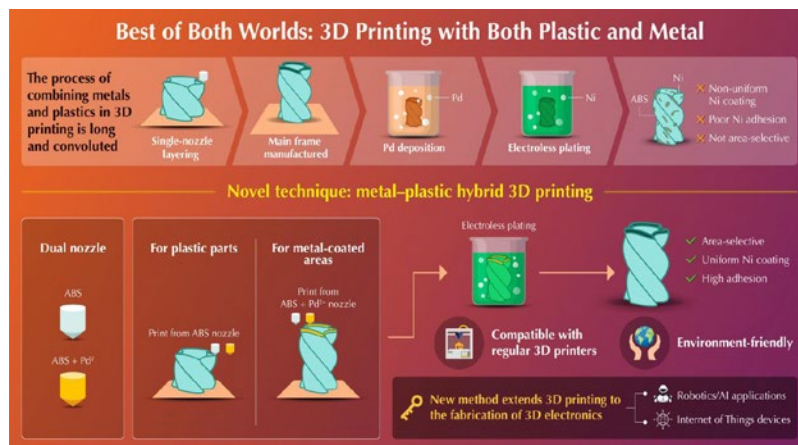 Best of Both Worlds: 3D Printing with Both Plastic and Metal
The process of
combining metals
and plastics in 3D
printing is long
and convoluted
Single-nozzle
layering
Main frame
manufactured
Pd
Pd deposition
Ni
Electroless plating
Ni
ABS
Non-uniform
Ni coating
Poor Ni adhesion
Not area-selective
Novel technique: metal–plastic hybrid 3D printing
Dual nozzle
ABS
For plastic parts
Print from ABS nozzle
For metal-coated
areas
Print from
ABS + Pd²⁺ nozzle
Electroless plating
Area-selective
Uniform Ni coating
High adhesion
Compatible with
regular 3D printers
Environment-friendly
New method extends 3D printing to
the fabrication of 3D electronics
Robotics/AI applications
Internet of Things devices